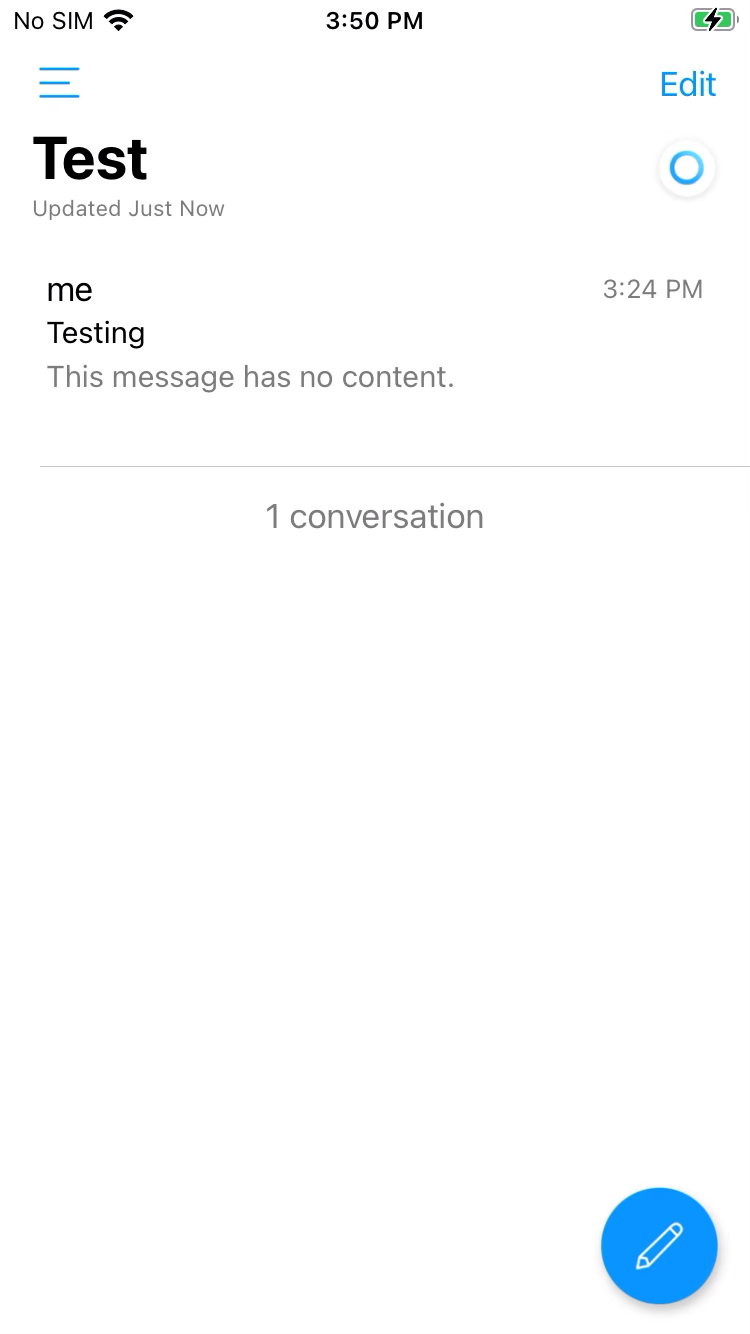 No SIM 3:50 PM
Edit
Test
Updated Just Now
me 3:24 PM
Testing
This message has no content.
1 conversation